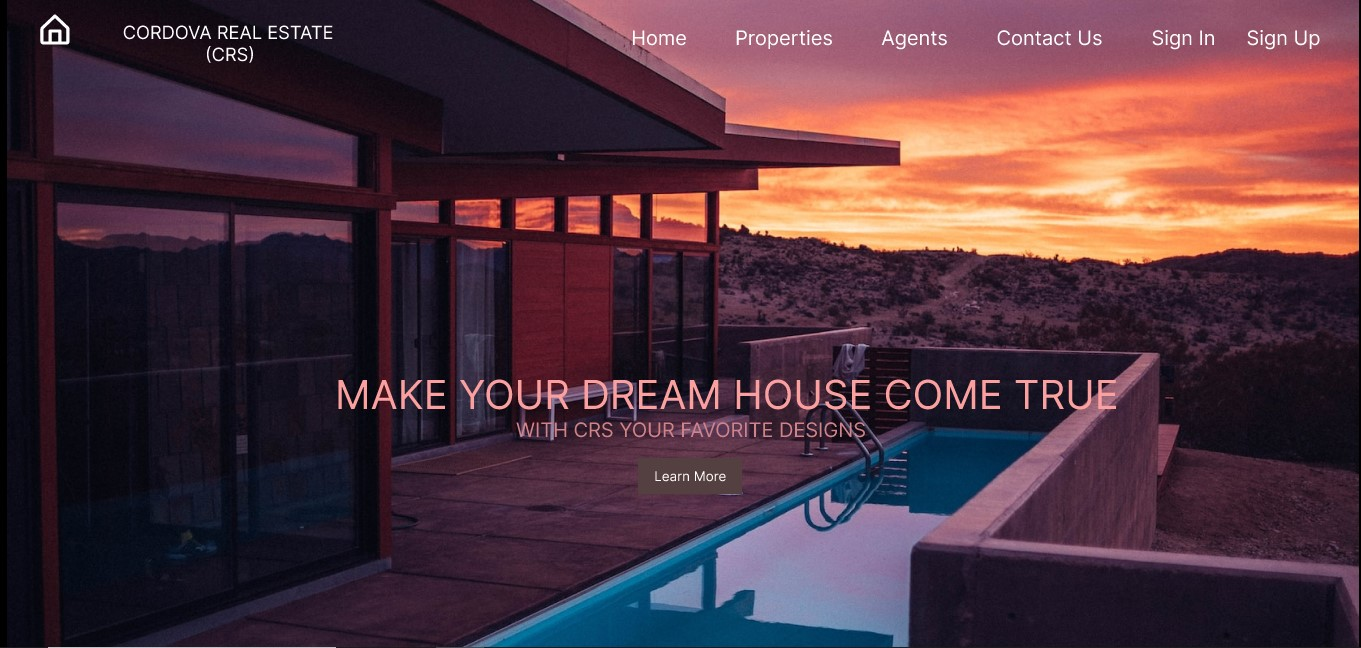 CORDOVA REAL ESTATE
(CRS)
Home Properties Agents Contact Us Sign In Sign Up
MAKE YOUR DREAM HOUSE COME TRUE
WITH CRS YOUR FAVORITE DESIGNS
Learn More